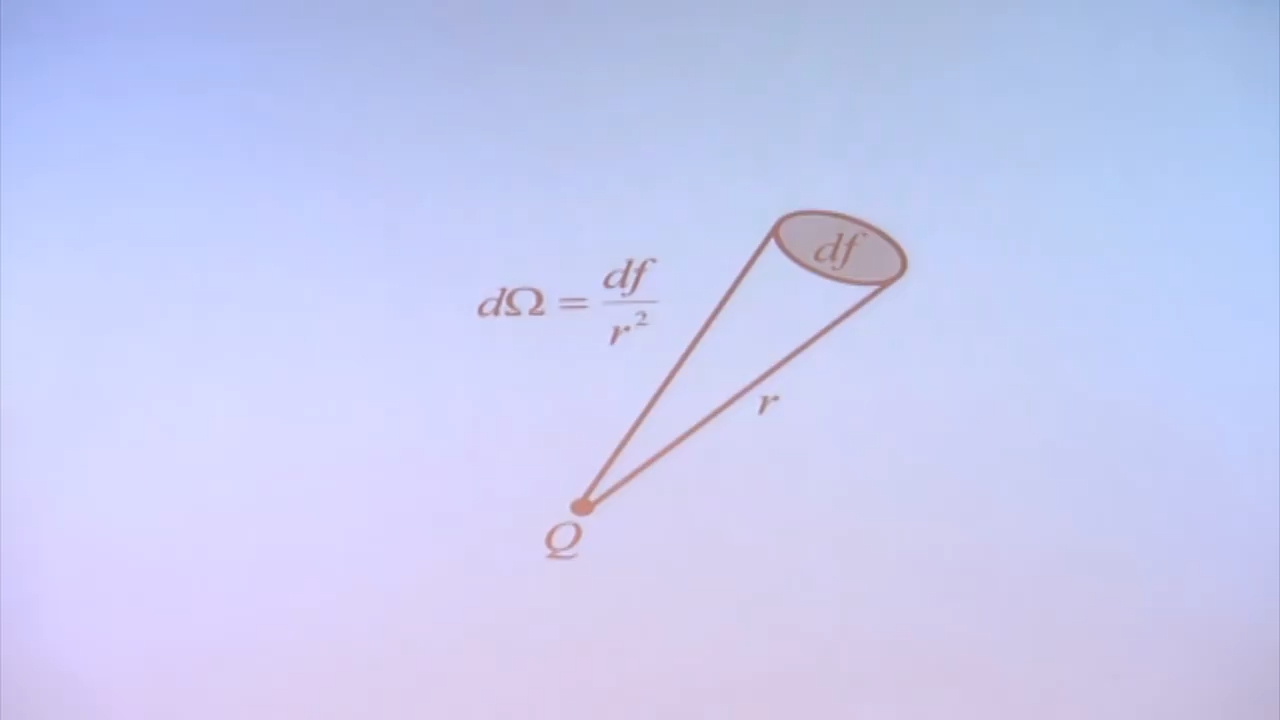 df
dΩ = df / r²
r
Q